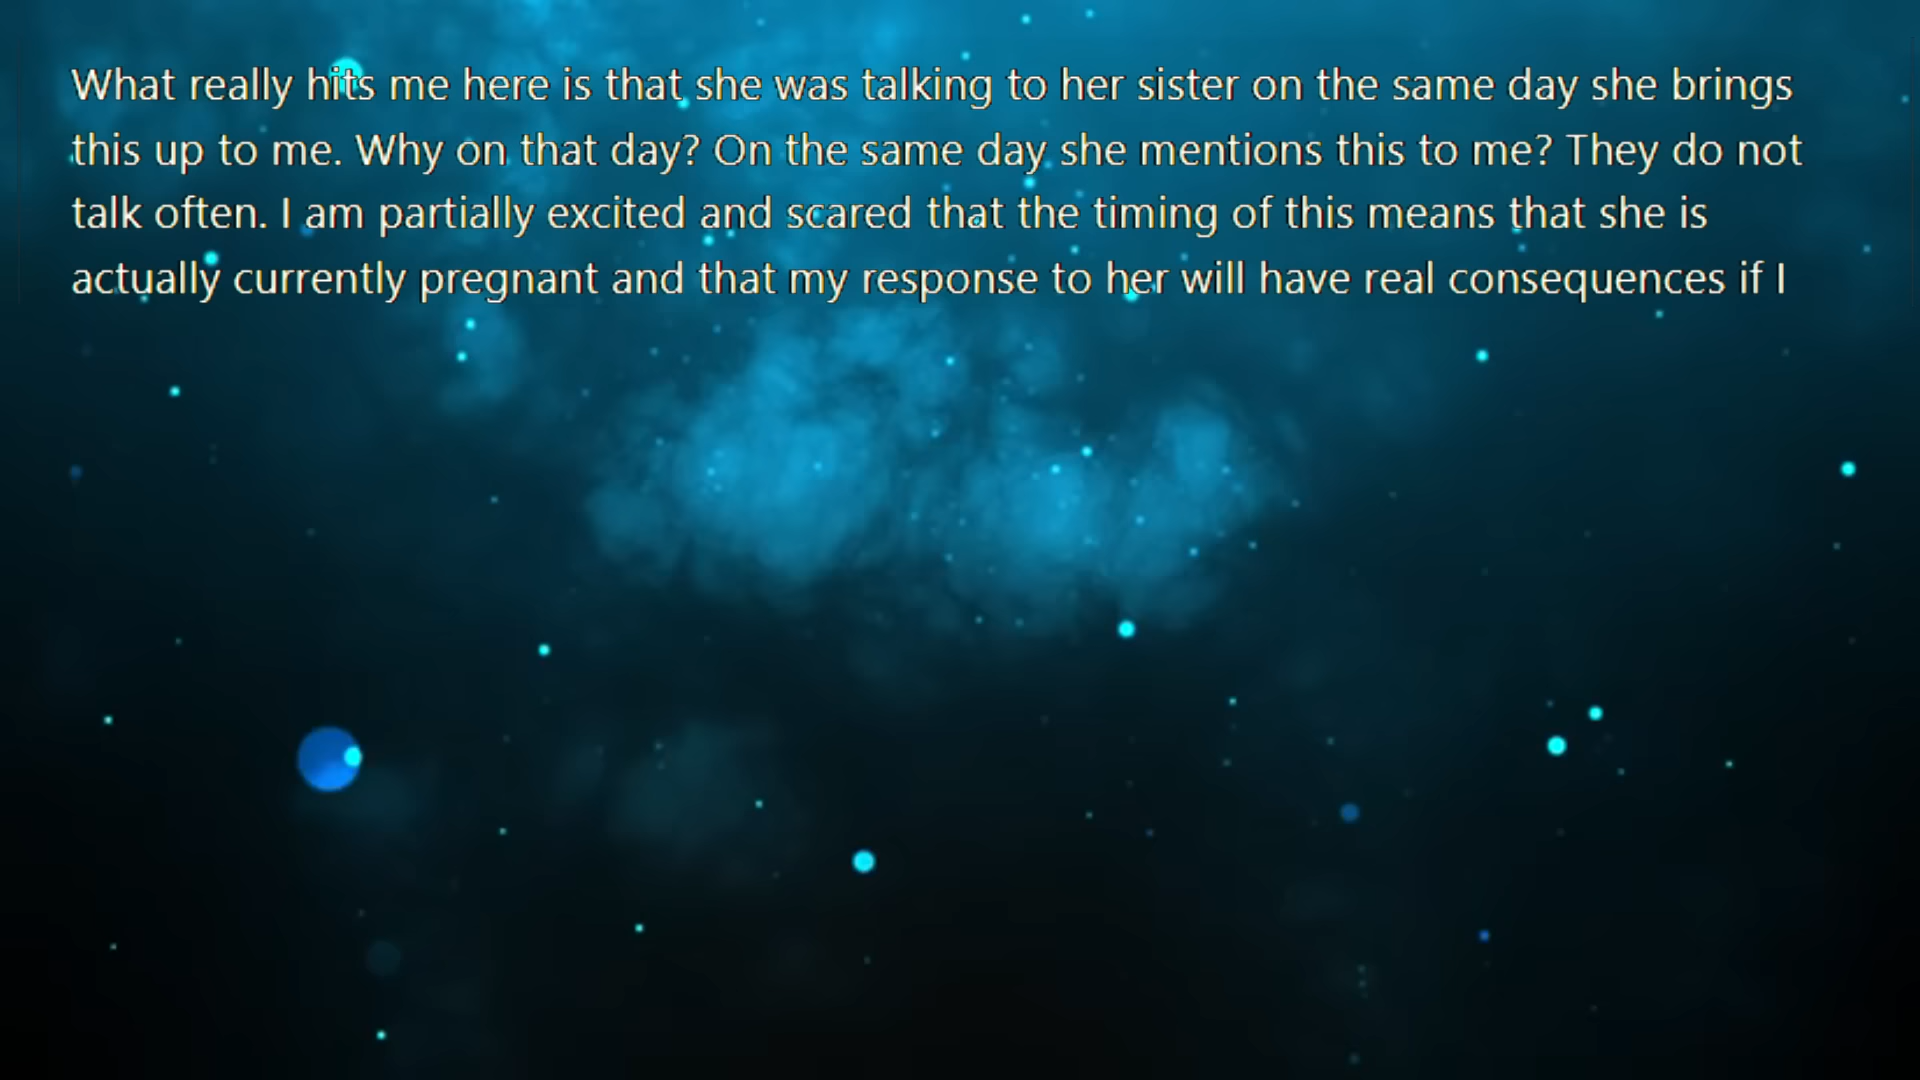 What really hits me here is that she was talking to her sister on the same day she brings
this up to me. Why on that day? On the same day she mentions this to me? They do not
talk often. I am partially excited and scared that the timing of this means that she is
actually currently pregnant and that my response to her will have real consequences if I